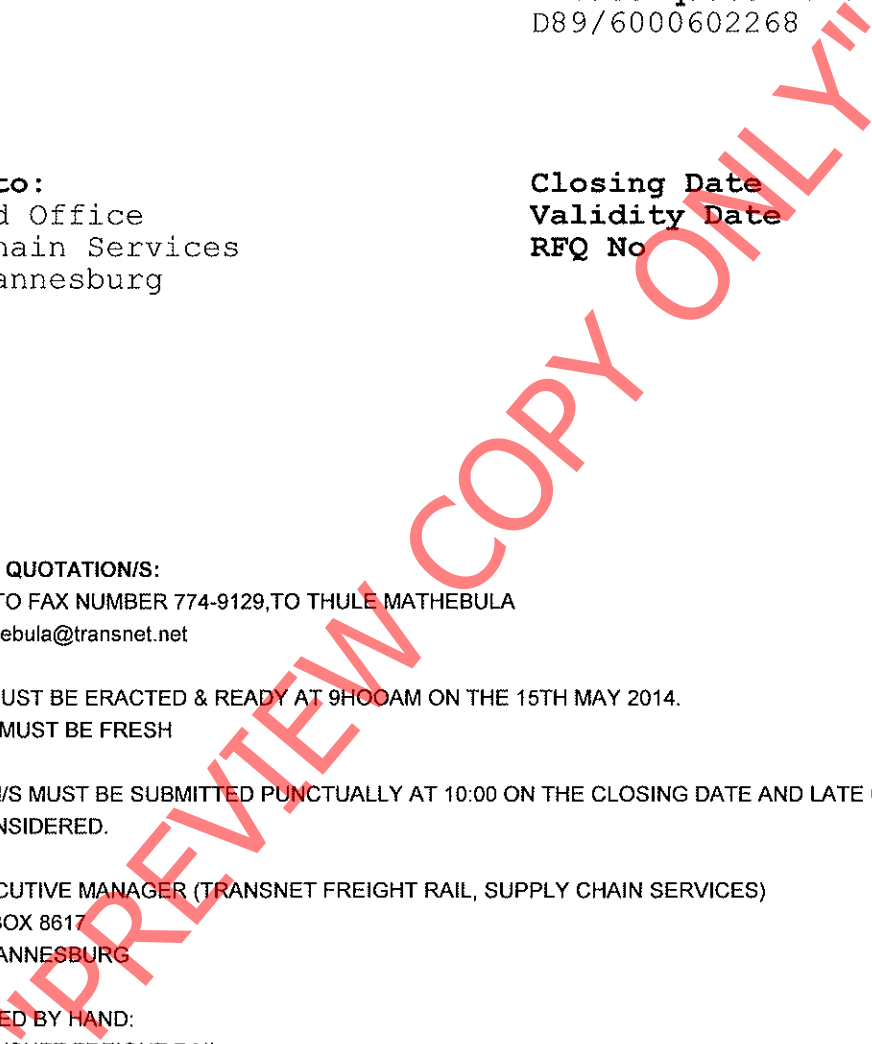 D89/6000602268
to:
Closing Date
d Office
Validity Date
hain Services
RFQ No
annesburg
QUOTATION/S:
TO FAX NUMBER 774-9129,TO THULE MATHEBULA
ebula@transnet.net
UST BE ERACTED & READY AT 9HOOAM ON THE 15TH MAY 2014.
MUST BE FRESH
N/S MUST BE SUBMITTED PUNCTUALLY AT 10:00 ON THE CLOSING DATE AND LATE
NSIDERED.
CUTIVE MANAGER (TRANSNET FREIGHT RAIL, SUPPLY CHAIN SERVICES)
BOX 8617
ANNESBURG
ED BY HAND:
"PREVIEW COPY ONLY"